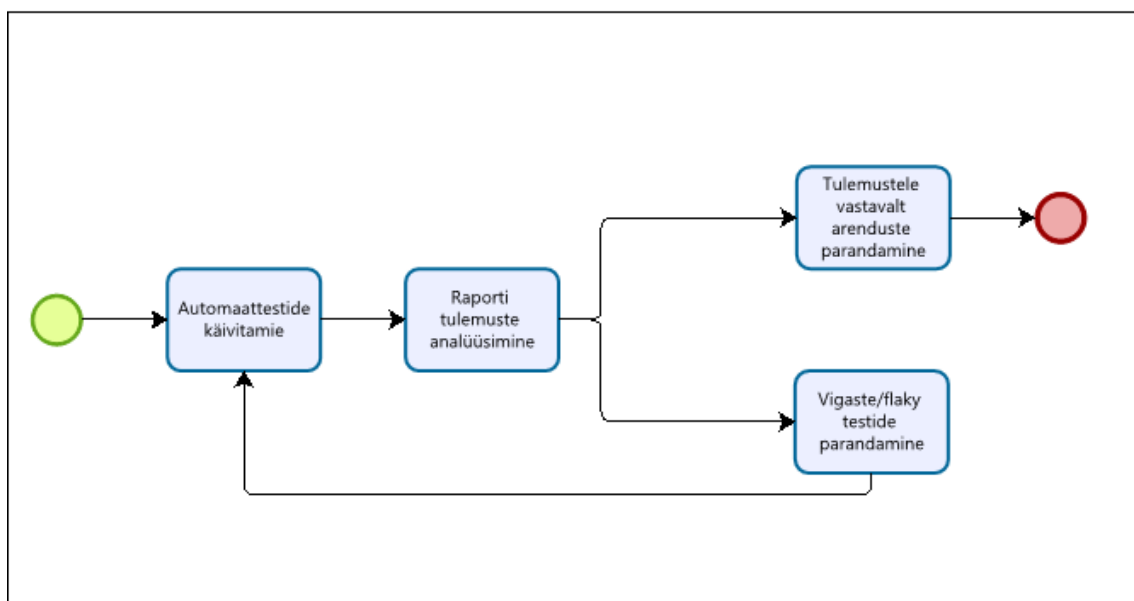 Automaattestide
käivitamie
Raporti
tulemuste
analüüsimine
Tulemustele
vastavalt
arenduste
parandamine
Vigaste/flaky
testide
parandamine